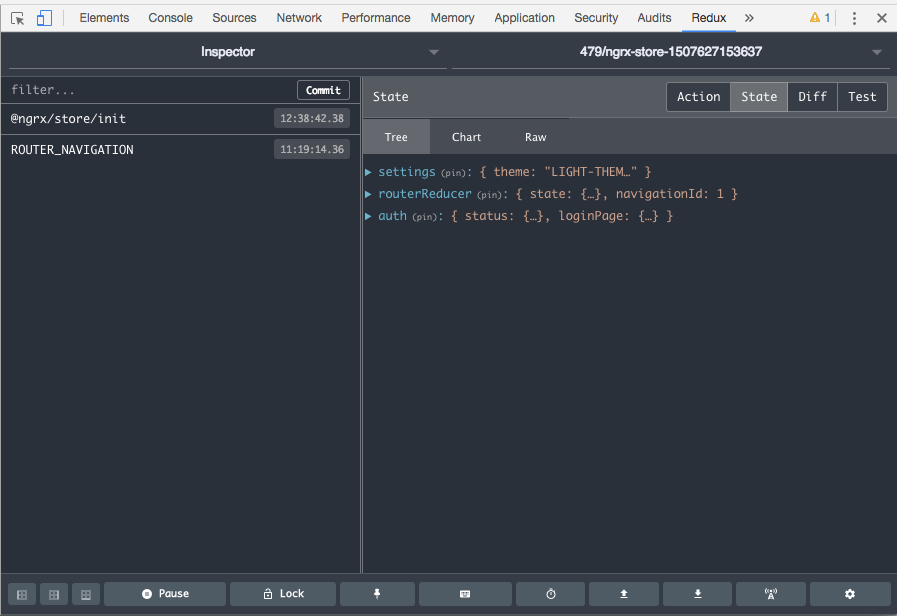 Elements Console Sources Network Performance Memory Application Security Audits Redux » 1
Inspector 479/ngrx-store-1507627153637
filter... Commit
State Action State Diff Test
@ngrx/store/init 12:38:42.38
Tree Chart Raw
ROUTER_NAVIGATION 11:19:14.36
settings (pin): { theme: "LIGHT-THEM…" }
routerReducer (pin): { state: {…}, navigationId: 1 }
auth (pin): { status: {…}, loginPage: {…} }
Pause Lock